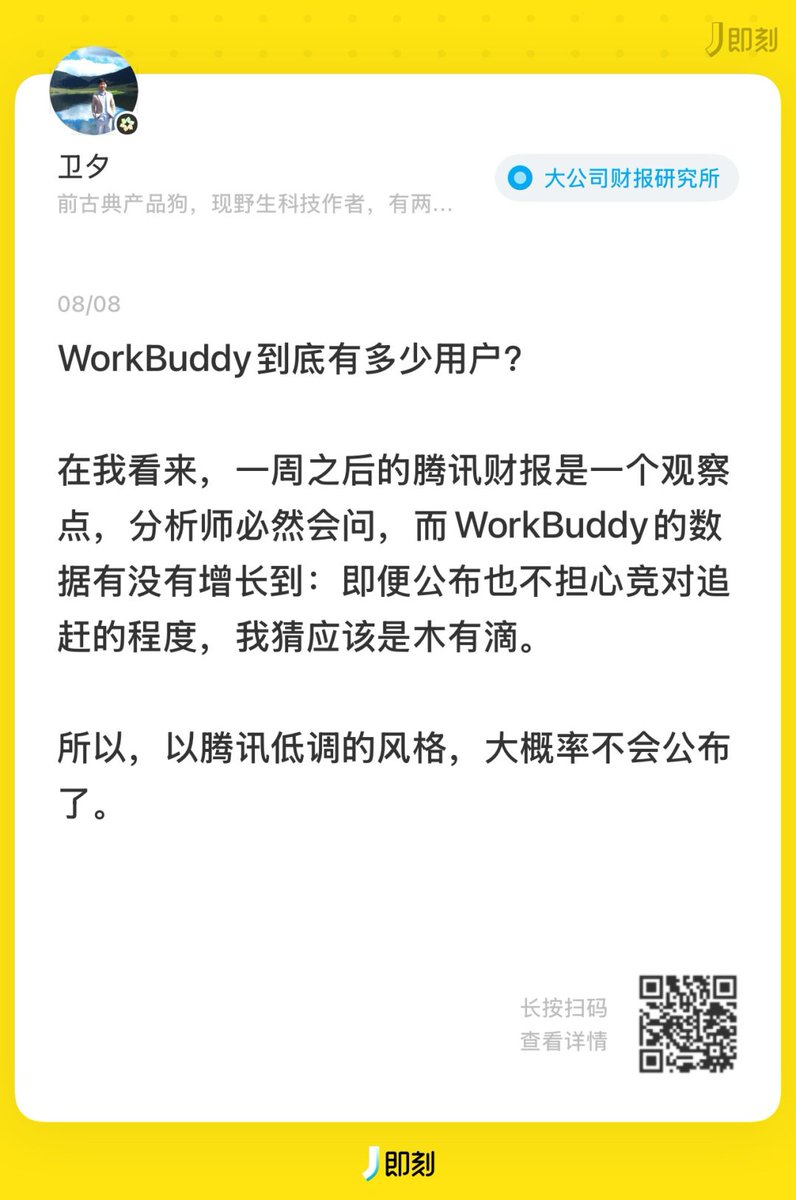 即刻
卫夕
前古典产品狗，现野生科技作者，有两...
大公司财报研究所
08/08
WorkBuddy到底有多少用户？
在我看来，一周之后的腾讯财报是一个观察
点，分析师必然会问，而WorkBuddy的数
据有没有增长到：即便公布也不担心竞对追
赶的程度，我猜应该是木有滴。
所以，以腾讯低调的风格，大概率不会公布
了。
长按扫码
查看详情
即刻